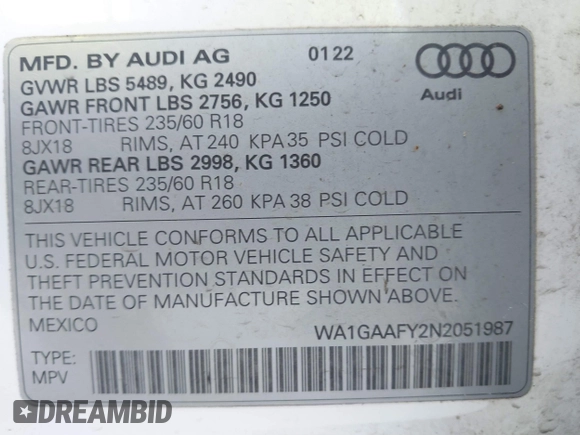 MFD. BY AUDI AG 0122
GVWR LBS 5489, KG 2490
GAWR FRONT LBS 2756, KG 1250
FRONT-TIRES 235/60 R18
8JX18 RIMS, AT 240 KPA 35 PSI COLD
GAWR REAR LBS 2998, KG 1360
REAR-TIRES 235/60 R18
8JX18 RIMS, AT 260 KPA 38 PSI COLD
Audi
THIS VEHICLE CONFORMS TO ALL APPLICABLE
U.S. FEDERAL MOTOR VEHICLE SAFETY AND
THEFT PREVENTION STANDARDS IN EFFECT ON
THE DATE OF MANUFACTURE SHOWN ABOVE.
MEXICO WA1GAAFY2N2051987
TYPE:
MPV
DREAMBID